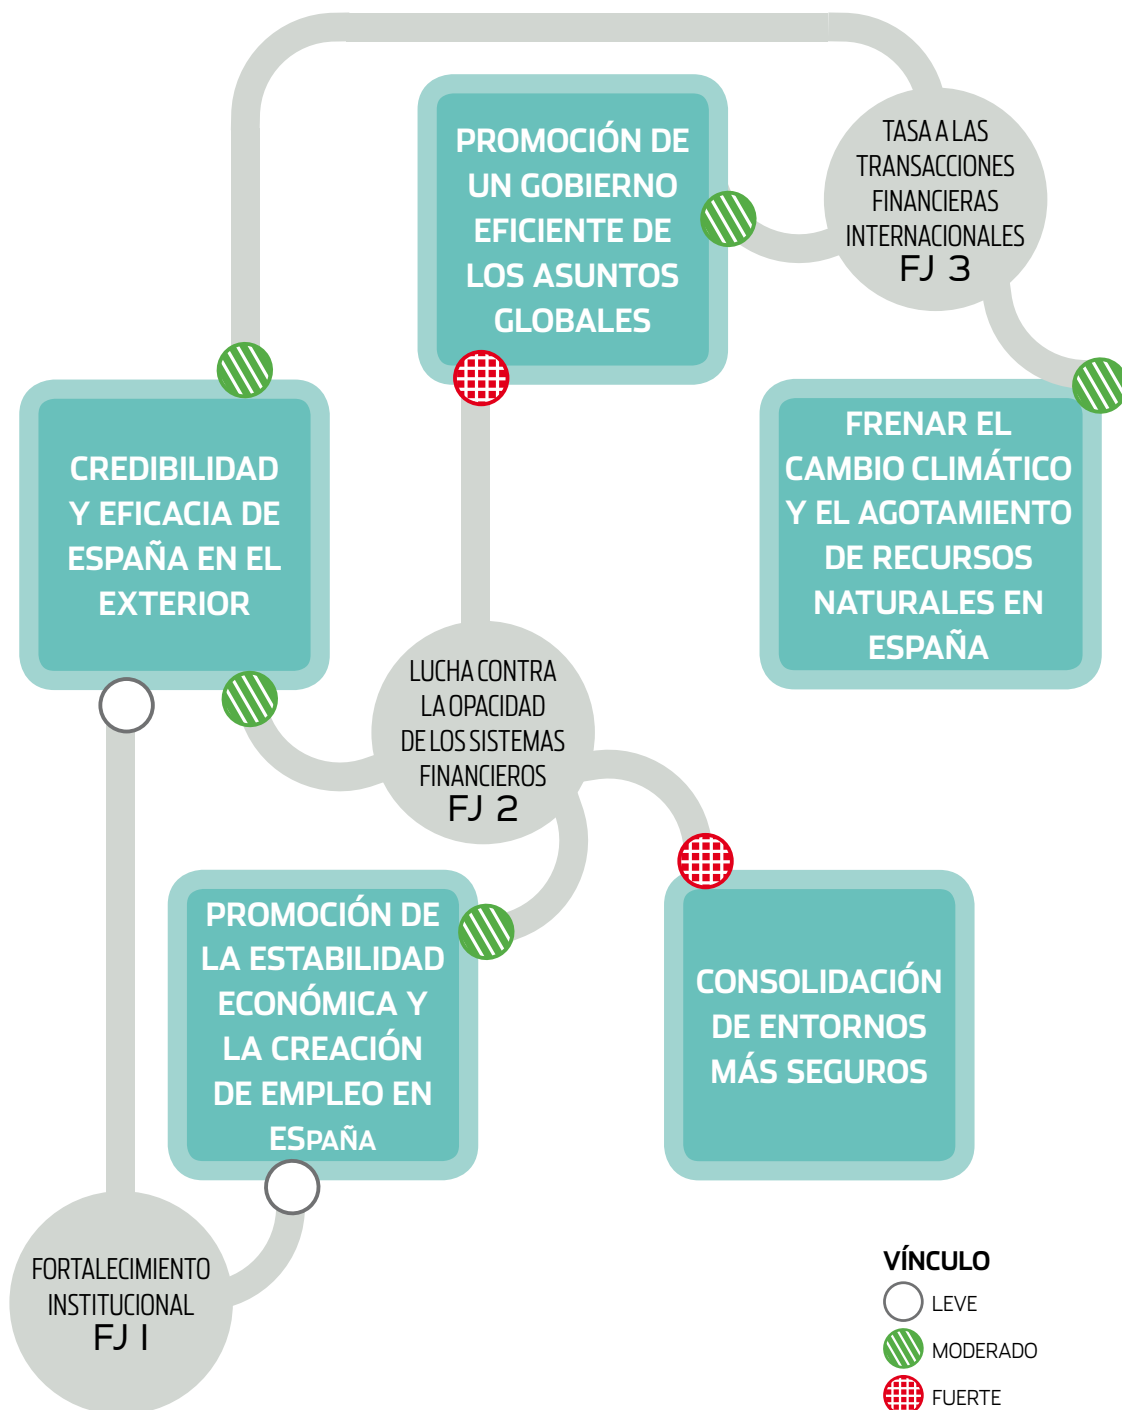 PROMOCIÓN DE
UN GOBIERNO
EFICIENTE DE
LOS ASUNTOS
GLOBALES
TASA A LAS
TRANSACCIONES
FINANCIERAS
INTERNACIONALES
FJ 3
CREDIBILIDAD
Y EFICACIA DE
ESPAÑA EN EL
EXTERIOR
FRENAR EL
CAMBIO CLIMÁTICO
Y EL AGOTAMIENTO
DE RECURSOS
NATURALES EN
ESPAÑA
LUCHA CONTRA
LA OPACIDAD
DE LOS SISTEMAS
FINANCIEROS
FJ 2
PROMOCIÓN DE
LA ESTABILIDAD
ECONÓMICA Y
LA CREACIÓN
DE EMPLEO EN
ESPAÑA
CONSOLIDACIÓN
DE ENTORNOS
MÁS SEGUROS
FORTALECIMIENTO
INSTITUCIONAL
FJ 1
VÍNCULO
LEVE
MODERADO
FUERTE